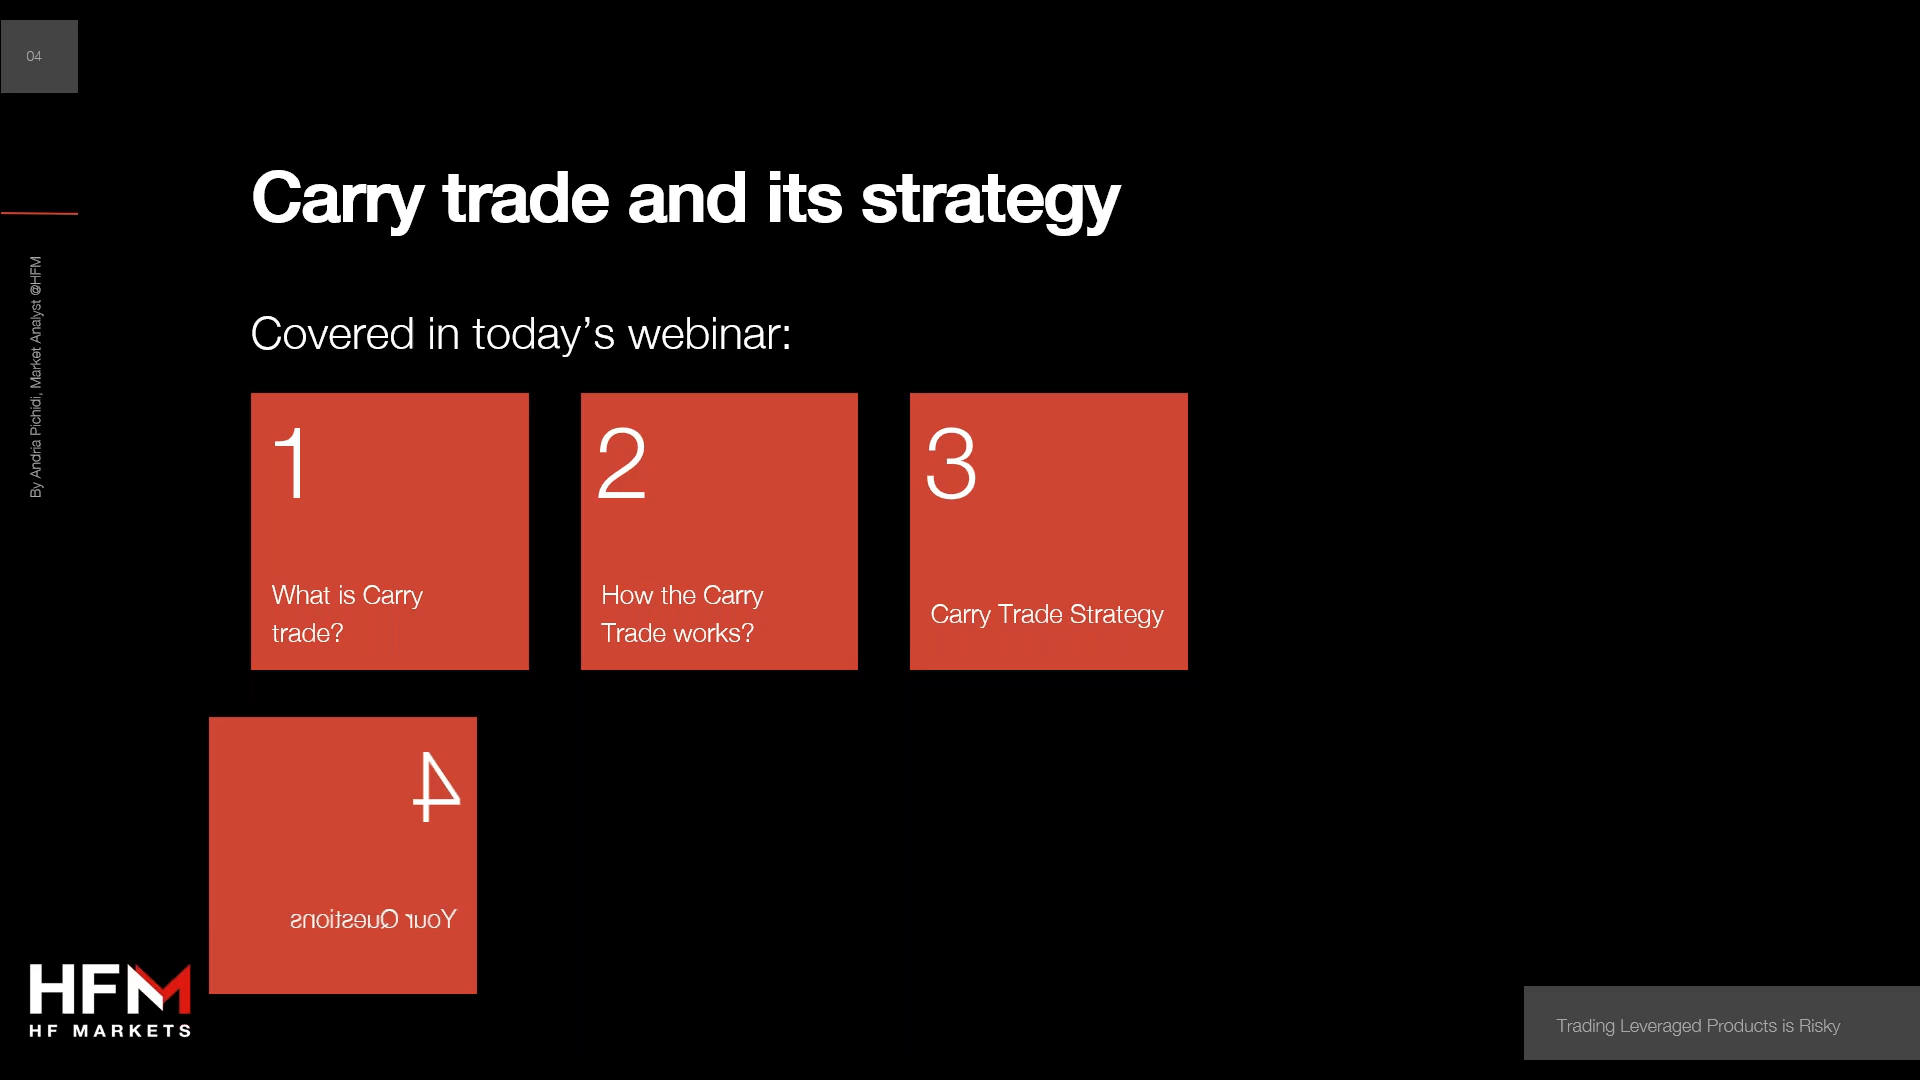 04
By Andria Pichidi, Market Analyst @HFM
Carry trade and its strategy
Covered in today’s webinar:
1
What is Carry
trade?
2
How the Carry
Trade works?
3
Carry Trade Strategy
4
Your Questions
HFM
HF MARKETS
Trading Leveraged Products is Risky